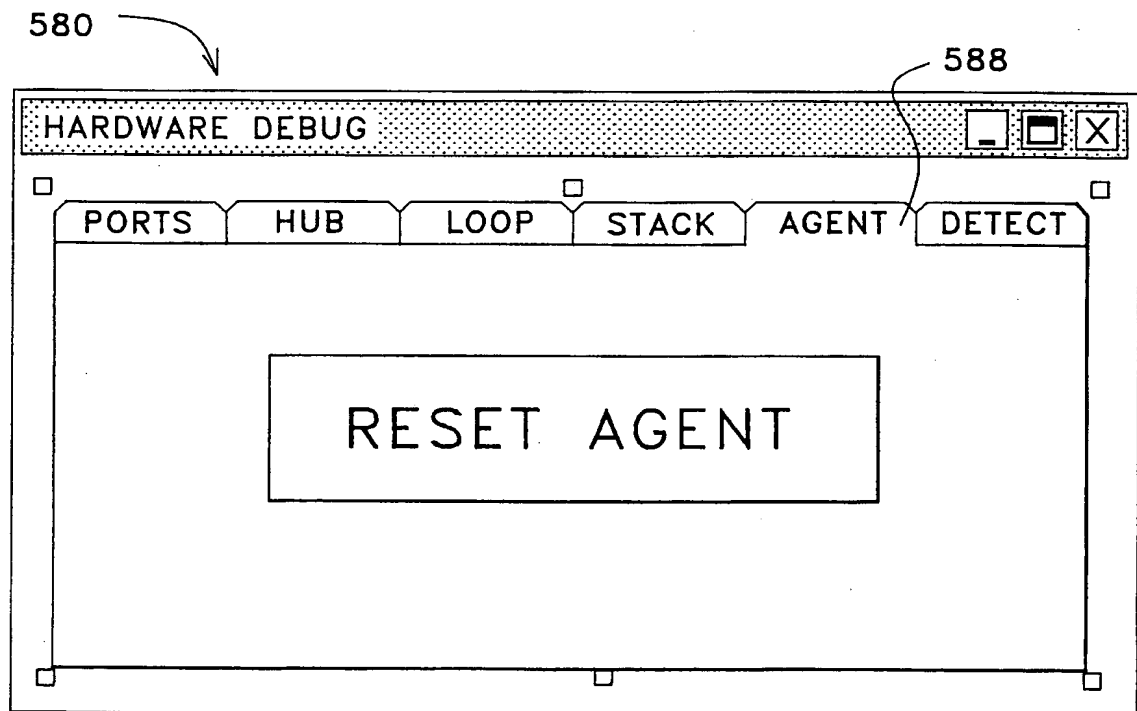 580
588
HARDWARE DEBUG
PORTS HUB LOOP STACK AGENT DETECT
RESET AGENT